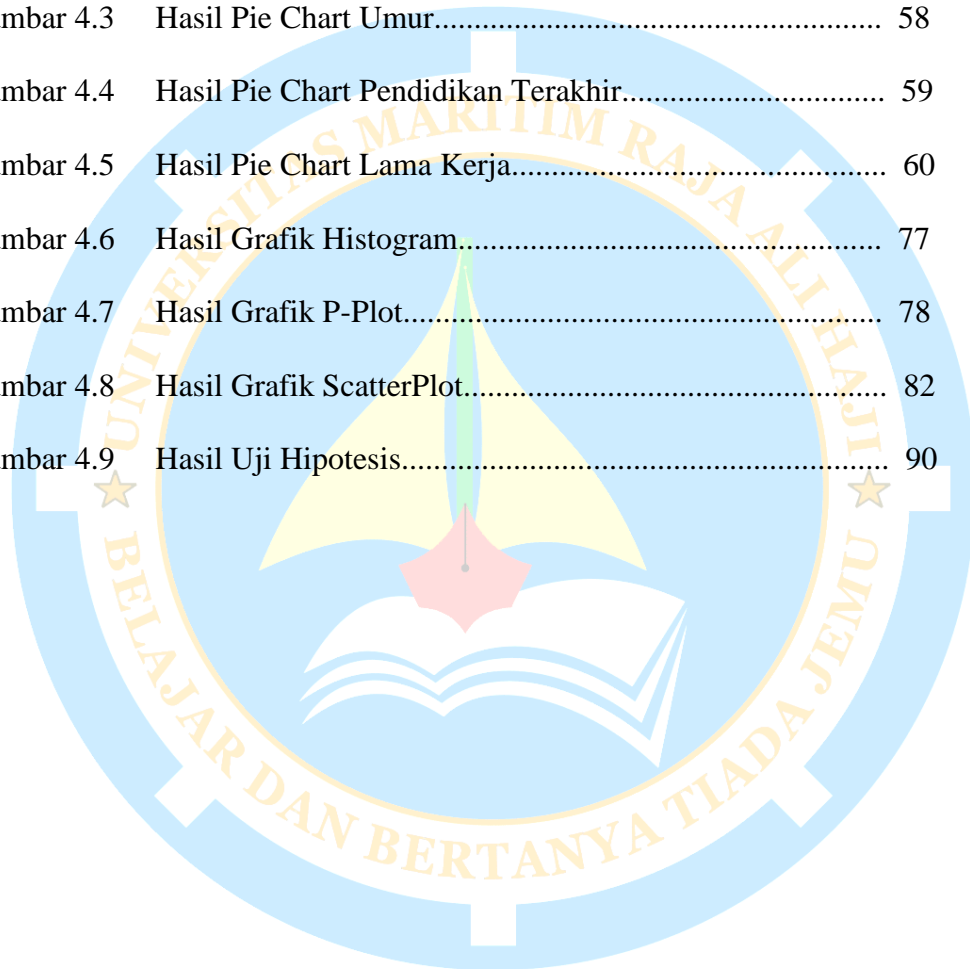 mbar 4.3 Hasil Pie Chart Umur........................................................ 58
mbar 4.4 Hasil Pie Chart Pendidikan Terakhir................................. 59
mbar 4.5 Hasil Pie Chart Lama Kerja............................................... 60
mbar 4.6 Hasil Grafik Histogram..................................................... 77
mbar 4.7 Hasil Grafik P-Plot............................................................ 78
mbar 4.8 Hasil Grafik ScatterPlot..................................................... 82
mbar 4.9 Hasil Uji Hipotesis............................................................. 90
UNIVERSITAS MARITIM RAJA ALI HAJI
BELAJAR DAN BERTANYA TIADA JEMU